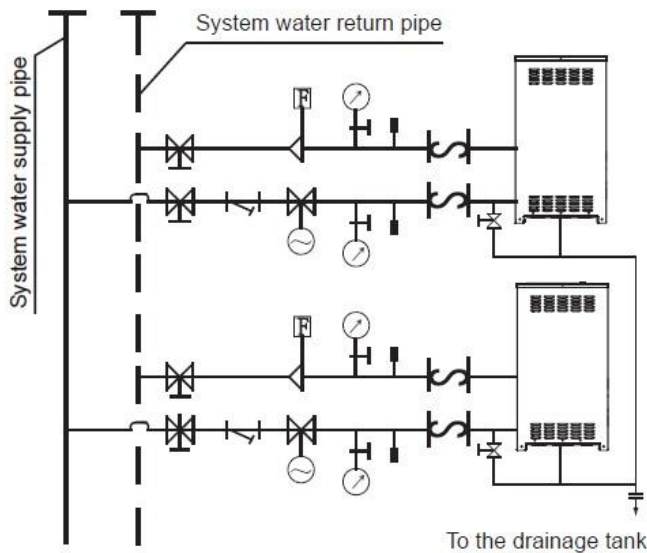 System water return pipe
System water supply pipe
F
F
To the drainage tank